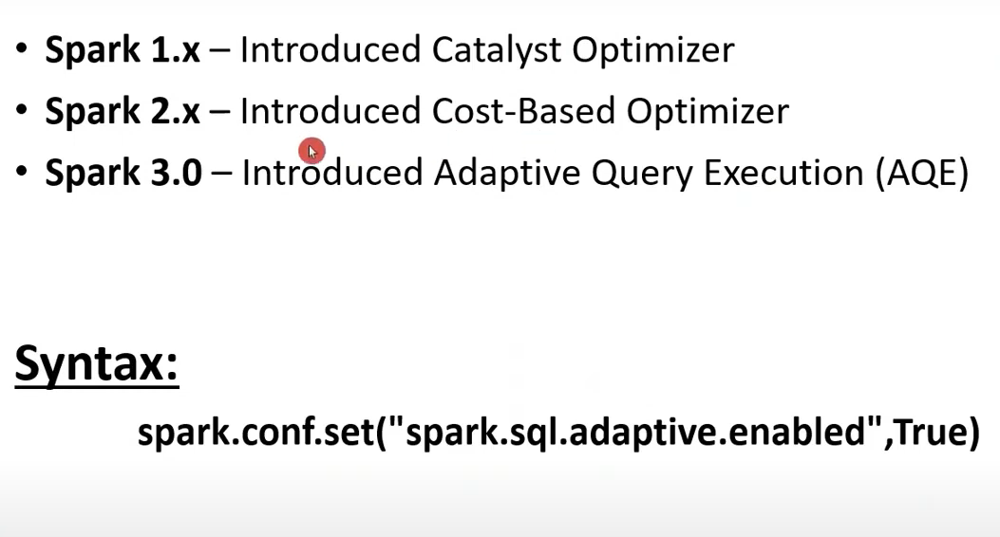 • Spark 1.x – Introduced Catalyst Optimizer
• Spark 2.x – Introduced Cost-Based Optimizer
• Spark 3.0 – Introduced Adaptive Query Execution (AQE)
Syntax:
spark.conf.set("spark.sql.adaptive.enabled",True)